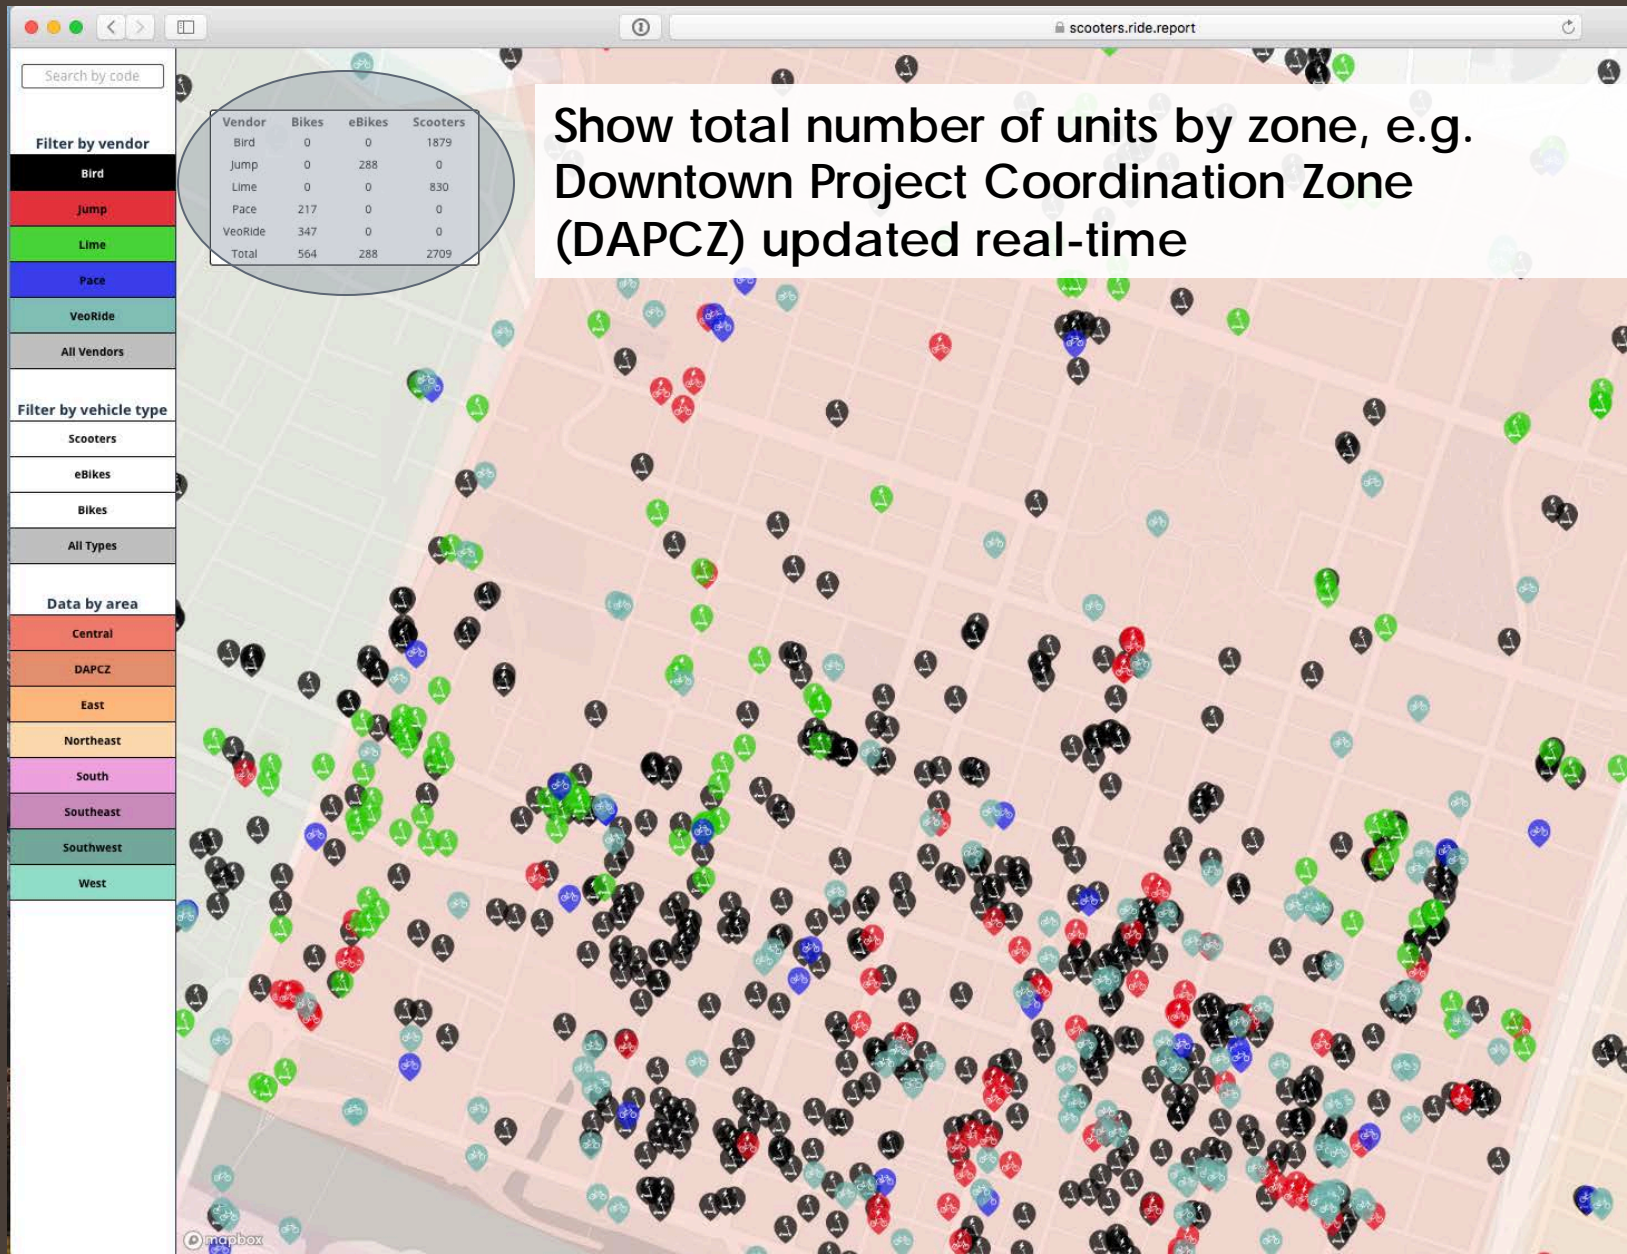 scooters.ride.report
Search by code
Filter by vendor
Bird
Jump
Lime
Pace
VeoRide
All Vendors
Filter by vehicle type
Scooters
eBikes
Bikes
All Types
Data by area
Central
DAPCZ
East
Northeast
South
Southeast
Southwest
West
Vendor Bikes eBikes Scooters
Bird 0 0 1879
Jump 0 288 0
Lime 0 0 830
Pace 217 0 0
VeoRide 347 0 0
Total 564 288 2709
Show total number of units by zone, e.g.
Downtown Project Coordination Zone
(DAPCZ) updated real-time
mapbox